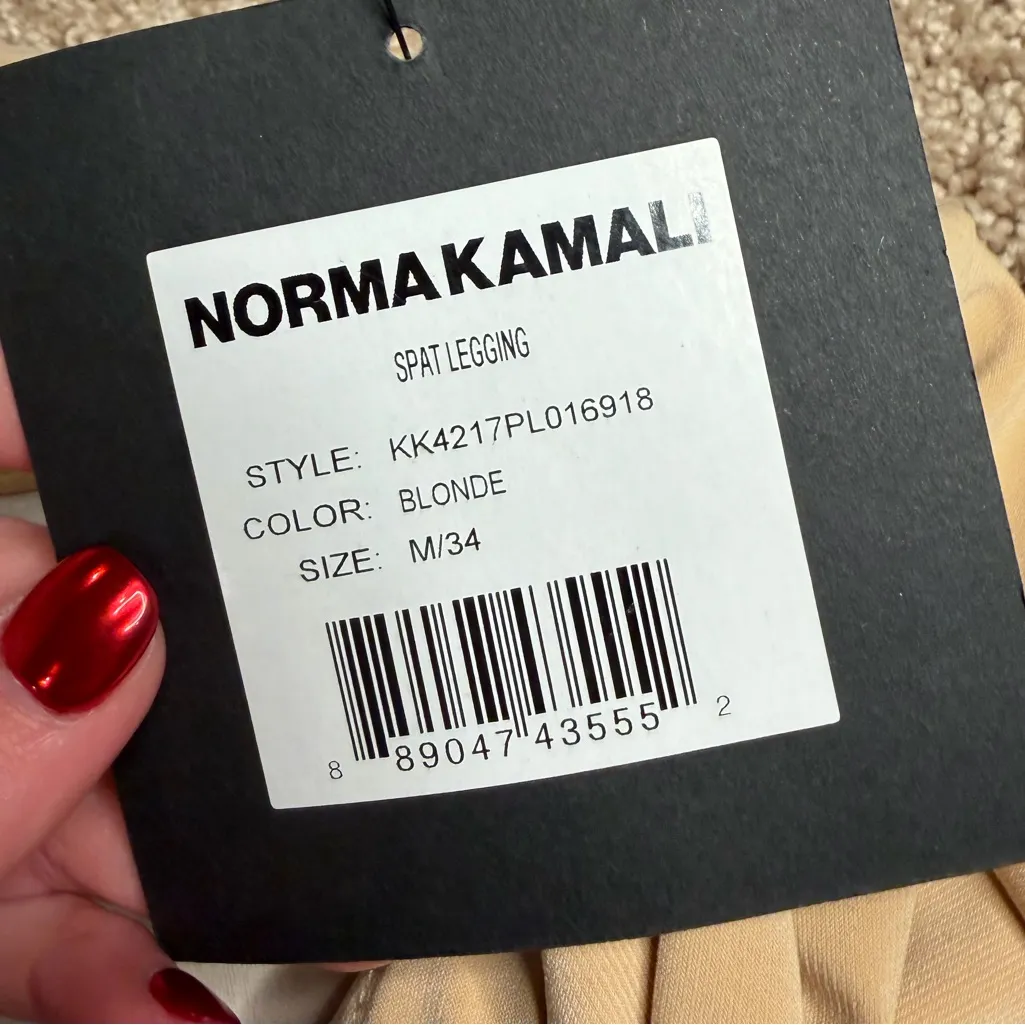 NORMA KAMALI
SPAT LEGGING
STYLE: KK4217PL016918
COLOR: BLONDE
SIZE: M/34
8 89047 43555 2